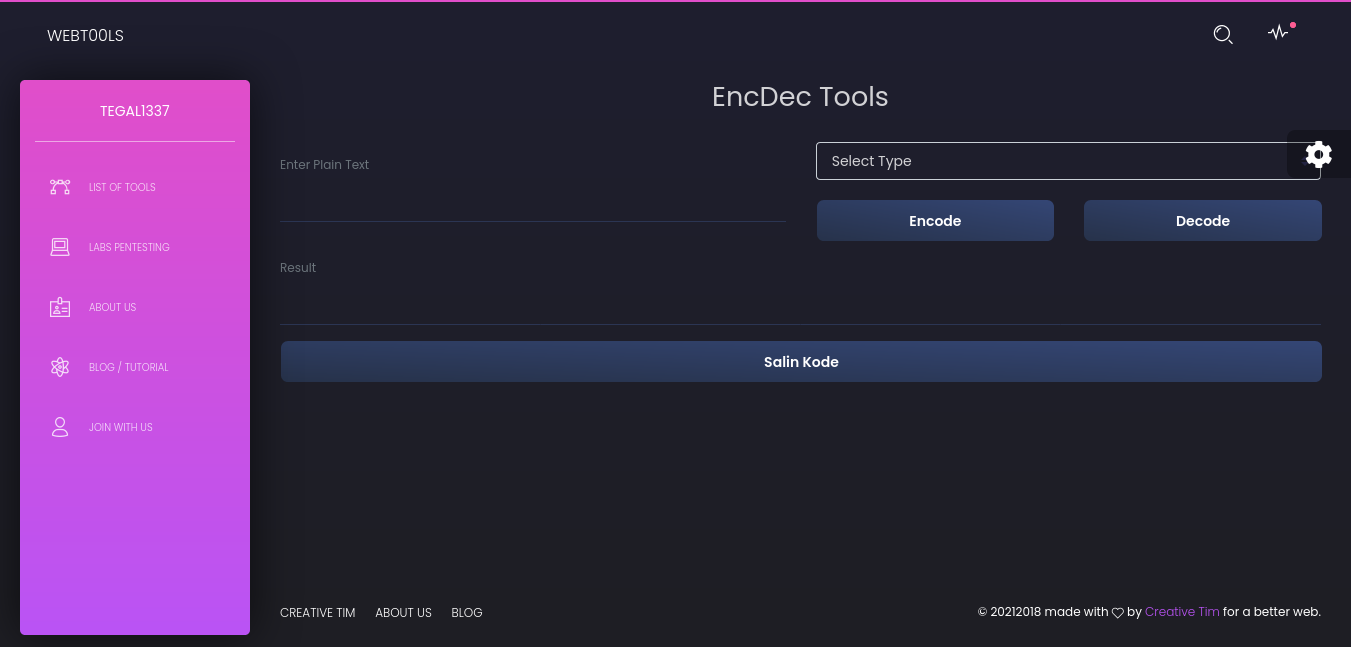 WEBT00LS
TEGAL1337
LIST OF TOOLS
LABS PENTESTING
ABOUT US
BLOG / TUTORIAL
JOIN WITH US
EncDec Tools
Enter Plain Text
Select Type
Encode
Decode
Result
Salin Kode
CREATIVE TIM ABOUT US BLOG
© 20212018 made with by Creative Tim for a better web.